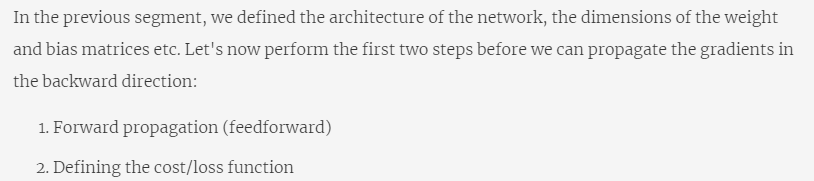 In the previous segment, we defined the architecture of the network, the dimensions of the weight
and bias matrices etc. Let's now perform the first two steps before we can propagate the gradients in
the backward direction:
1. Forward propagation (feedforward)
2. Defining the cost/loss function